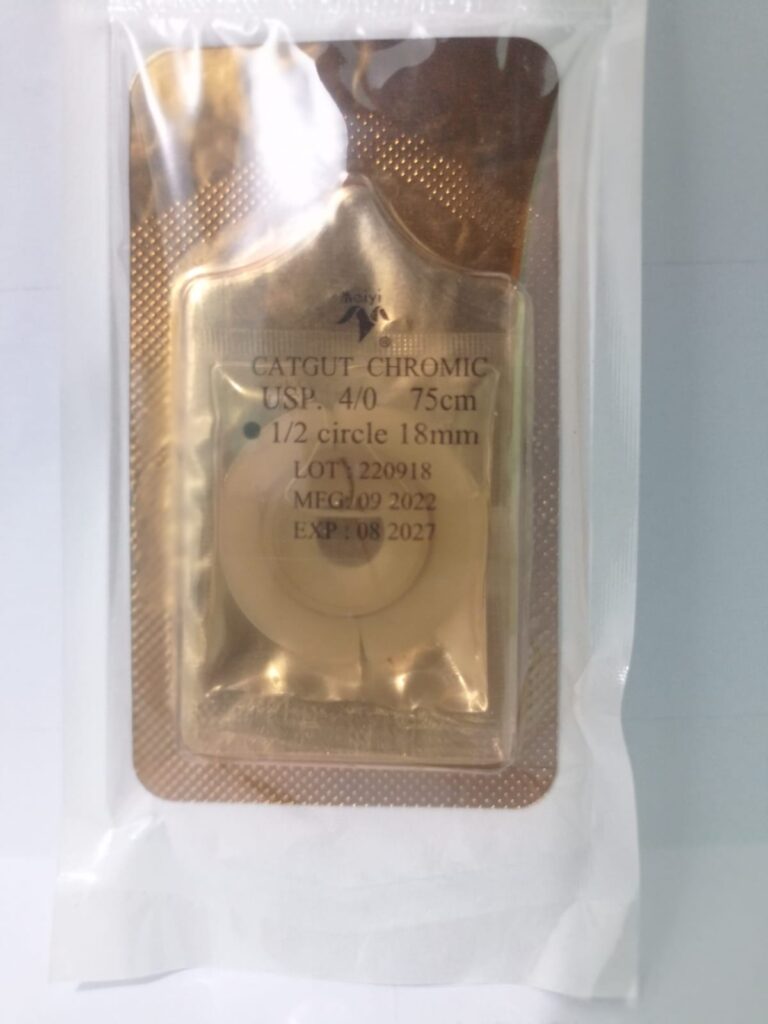 ®
CATGUT CHROMIC
USP. 4/0 75cm
1/2 circle 18mm
LOT : 220918
MFG: 09 2022
EXP : 08 2027